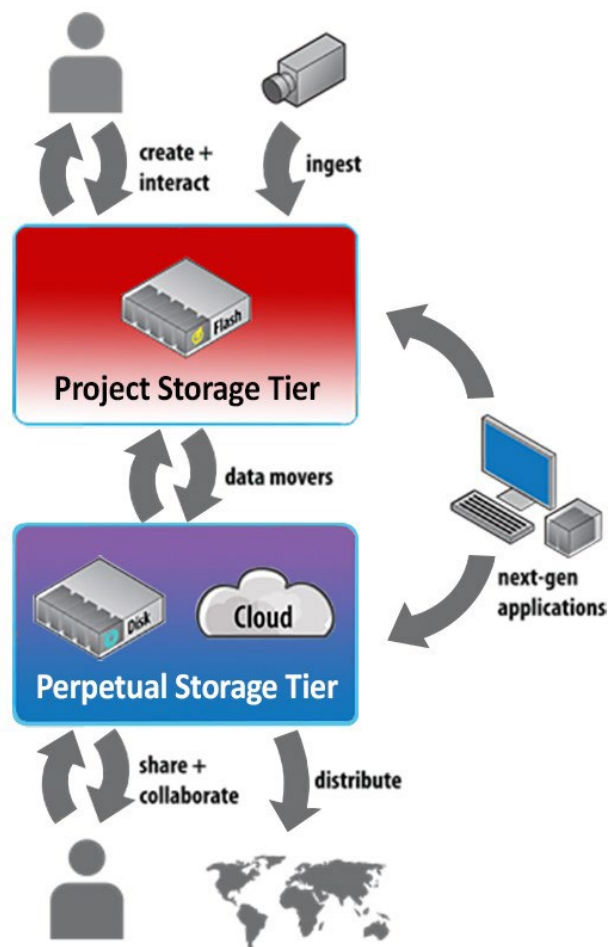 create +
interact
ingest
Flash
Project Storage Tier
data movers
Disk
Cloud
Perpetual Storage Tier
next-gen
applications
share +
collaborate
distribute